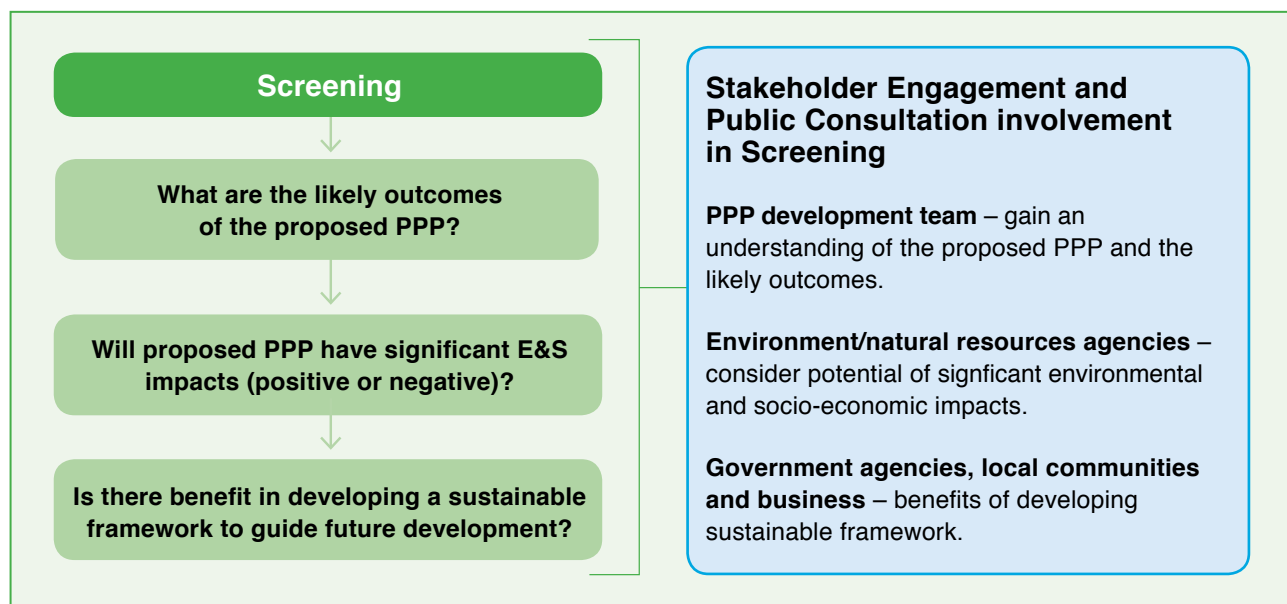 Screening
What are the likely outcomes
of the proposed PPP?
Will proposed PPP have significant E&S
impacts (positive or negative)?
Is there benefit in developing a sustainable
framework to guide future development?
Stakeholder Engagement and
Public Consultation involvement
in Screening
PPP development team – gain an
understanding of the proposed PPP and the
likely outcomes.
Environment/natural resources agencies –
consider potential of signficant environmental
and socio-economic impacts.
Government agencies, local communities
and business – benefits of developing
sustainable framework.